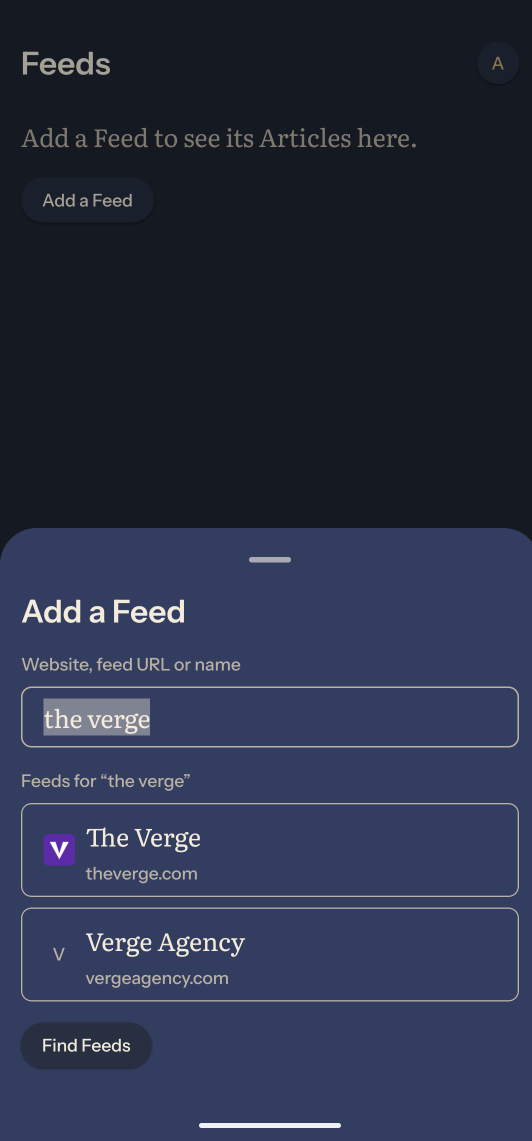 Feeds
A
Add a Feed to see its Articles here.
Add a Feed
Add a Feed
Website, feed URL or name
the verge
Feeds for “the verge”
The Verge
theverge.com
V
Verge Agency
vergeagency.com
Find Feeds